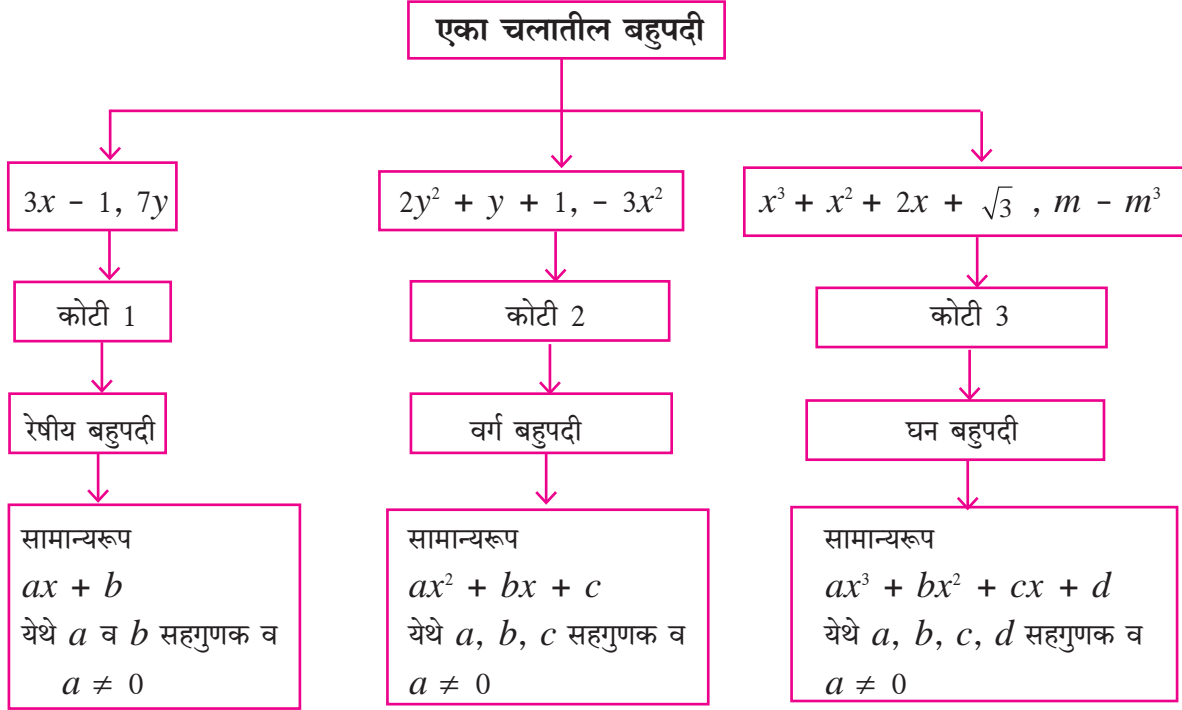 एका चलातील बहुपदी
3x - 1, 7y
2y² + y + 1, - 3x²
x³ + x² + 2x + √3 , m - m³
कोटी 1
कोटी 2
कोटी 3
रेषीय बहुपदी
वर्ग बहुपदी
घन बहुपदी
सामान्यरूप
ax + b
येथे a व b सहगुणक व
a ≠ 0
सामान्यरूप
ax² + bx + c
येथे a, b, c सहगुणक व
a ≠ 0
सामान्यरूप
ax³ + bx² + cx + d
येथे a, b, c, d सहगुणक व
a ≠ 0